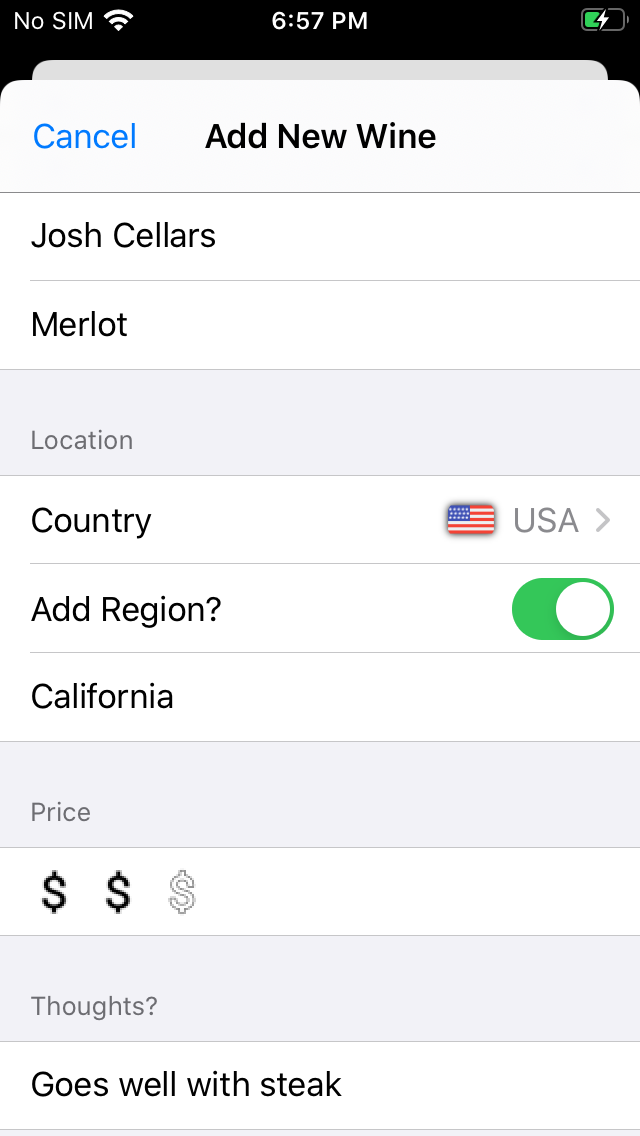 No SIM 6:57 PM
Cancel Add New Wine
Josh Cellars
Merlot
Location
Country USA
Add Region?
California
Price
$ $ $
Thoughts?
Goes well with steak